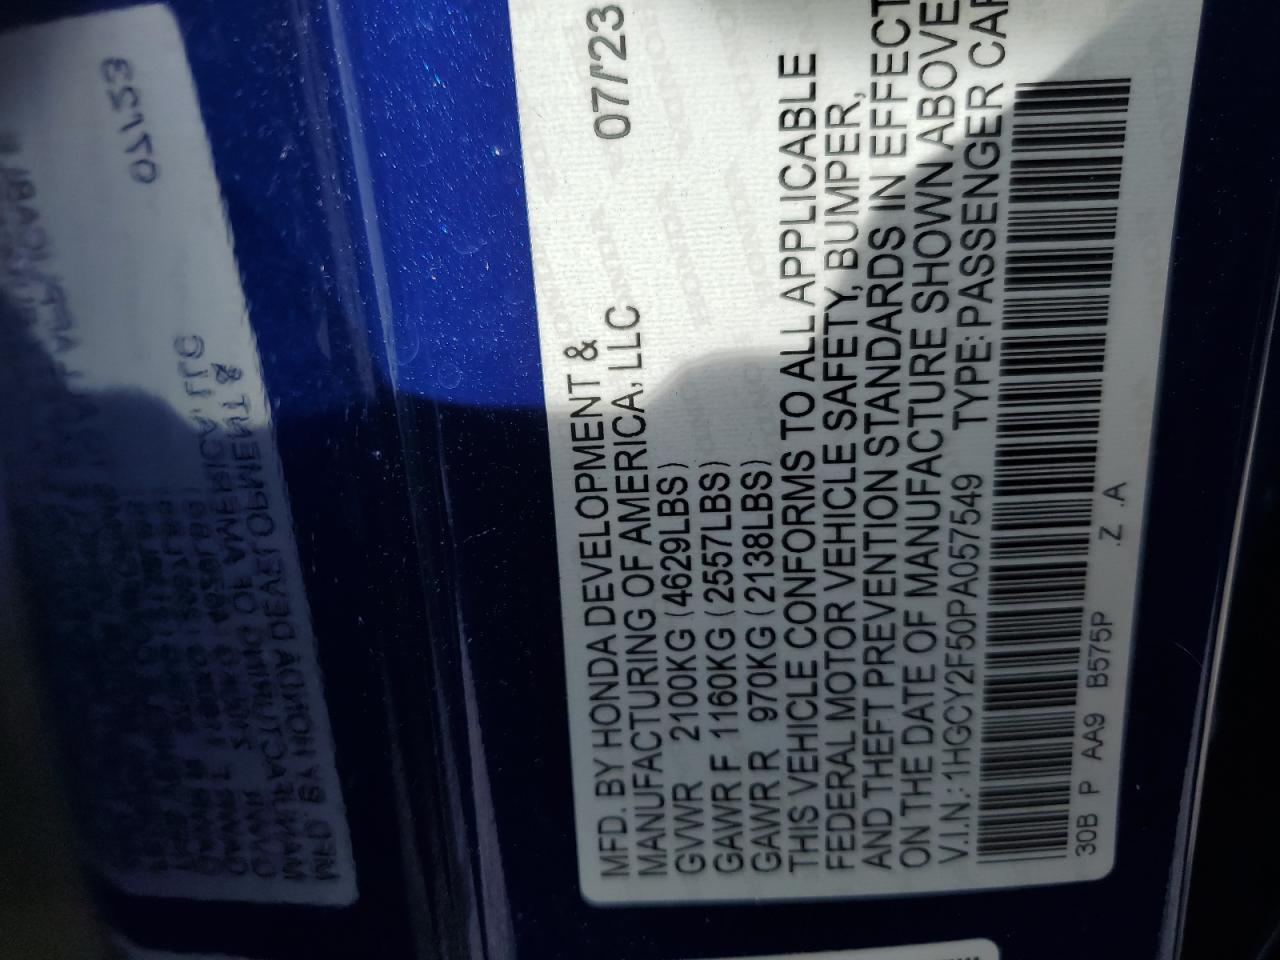 MFD. BY HONDA DEVELOPMENT &
MANUFACTURING OF AMERICA, LLC 07/'23
GVWR 2100KG (4629LBS)
GAWR F 1160KG (2557LBS)
GAWR R 970KG (2138LBS)
THIS VEHICLE CONFORMS TO ALL APPLICABLE
FEDERAL MOTOR VEHICLE SAFETY, BUMPER,
AND THEFT PREVENTION STANDARDS IN EFFECT
ON THE DATE OF MANUFACTURE SHOWN ABOVE
V.I.N.:1HGCY2F50PA057549 TYPE: PASSENGER CAR
30B P AA9 B575P .Z .A